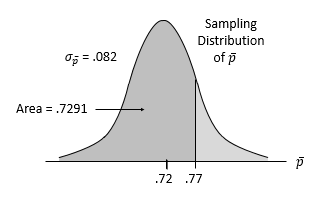 Sampling
Distribution
of p̄
σp̄ = .082
Area = .7291
p̄
.72 .77